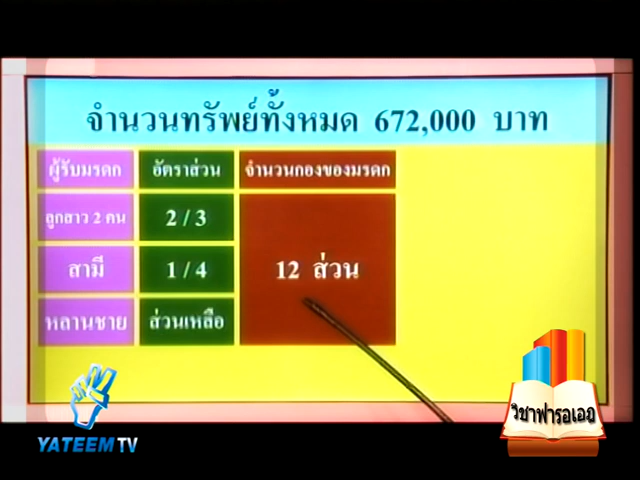 จำนวนทรัพย์ทั้งหมด 672,000 บาท
ผู้รับมรดก อัตราส่วน จำนวนกองของมรดก
ลูกสาว 2 คน 2 / 3
สามี 1 / 4 12 ส่วน
หลานชาย ส่วนเหลือ
วิชาฟารออิฎ
YATEEM TV